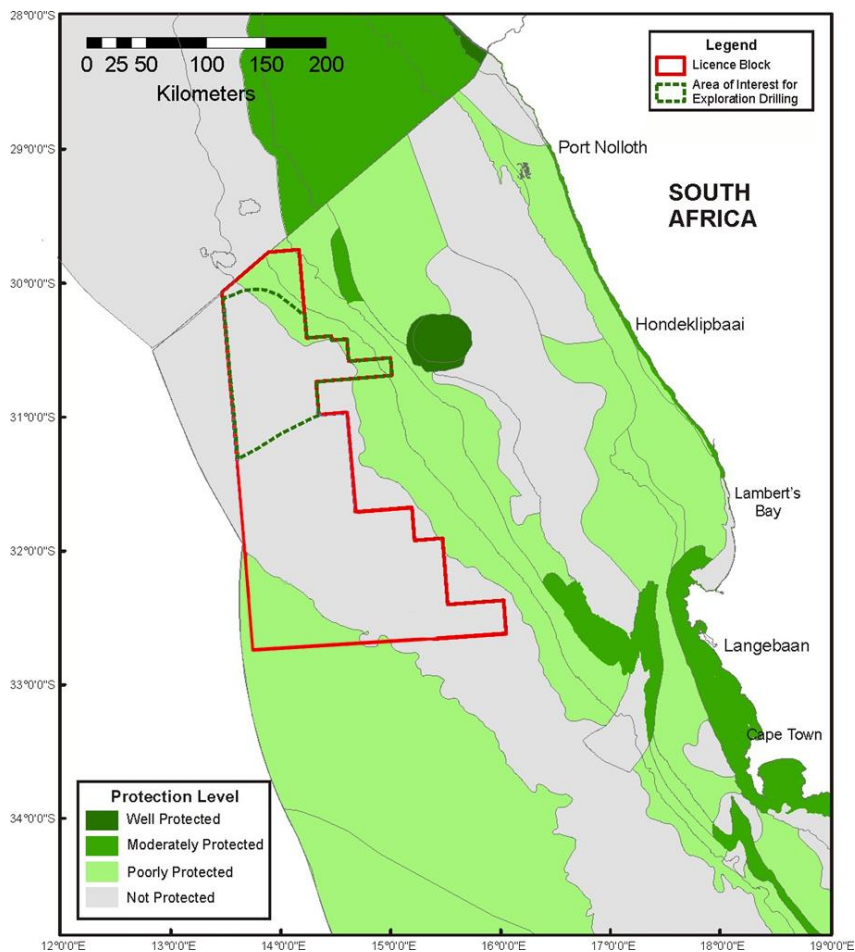 28°0'0"S
29°0'0"S
30°0'0"S
31°0'0"S
32°0'0"S
33°0'0"S
34°0'0"S
0 25 50 100 150 200
Kilometers
Legend
Licence Block
Area of Interest for
Exploration Drilling
Port Nolloth
SOUTH
AFRICA
Hondeklipbaai
Lambert's
Bay
Langebaan
Cape Town
Protection Level
Well Protected
Moderately Protected
Poorly Protected
Not Protected
12°0'0"E 13°0'0"E 14°0'0"E 15°0'0"E 16°0'0"E 17°0'0"E 18°0'0"E 19°0'0"E